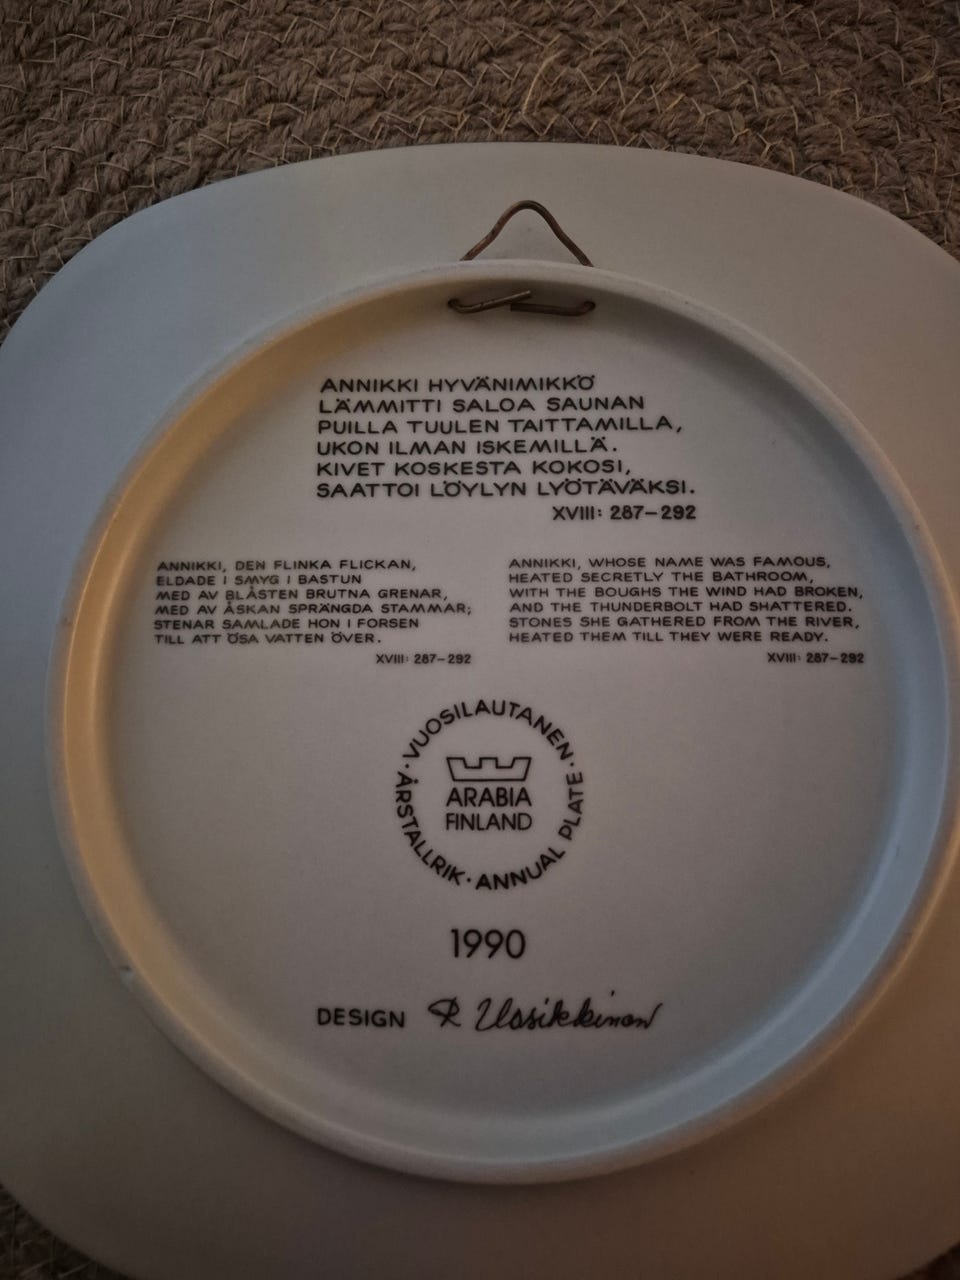 ANNIKKI HYVÄNIMIKKÖ
LÄMMITTI SALOA SAUNAN
PUILLA TUULEN TAITTAMILLA,
UKON ILMAN ISKEMILLÄ.
KIVET KOSKESTA KOKOSI,
SAATTOI LÖYLYN LYÖTÄVÄKSI.
XVIII: 287–292
ANNIKKI, DEN FLINKA FLICKAN,
ELDADE I SMYG I BASTUN
MED AV BLÅSTEN BRUTNA GRENAR,
MED AV ÅSKAN SPRÄNGDA STAMMAR;
STENAR SAMLADE HON I FORSEN
TILL ATT ÖSA VATTEN ÖVER.
XVIII: 287–292
ANNIKKI, WHOSE NAME WAS FAMOUS,
HEATED SECRETLY THE BATHROOM,
WITH THE BOUGHS THE WIND HAD BROKEN,
AND THE THUNDERBOLT HAD SHATTERED.
STONES SHE GATHERED FROM THE RIVER,
HEATED THEM TILL THEY WERE READY.
XVIII: 287–292
· VUOSILAUTANEN · ANNUAL PLATE · ÅRSTALLRIK
ARABIA
FINLAND
1990
DESIGN R Uosikkinen